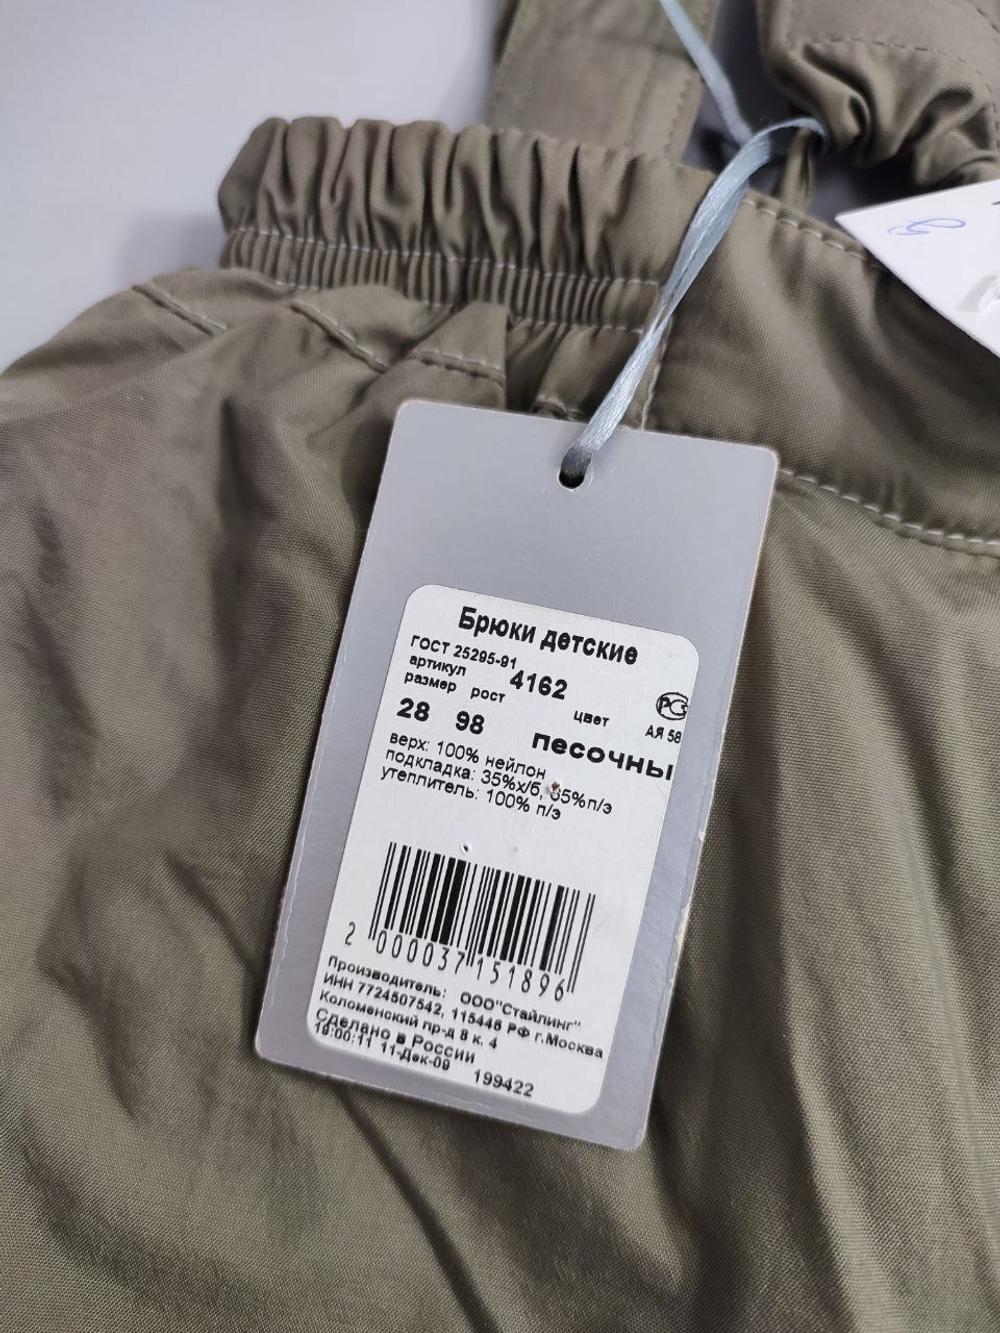 Брюки детские
ГОСТ 25295-91
артикул 4162
размер рост цвет
РСТ
АЯ 58
28 98 песочны
верх: 100% нейлон
подкладка: 35%х/б, 65%п/э
утеплитель: 100% п/э
2 000037 151896
Производитель: ООО"Стайлинг"
ИНН 7724507542, 115446 РФ г.Москва
Коломенский пр-д 8 к. 4
Сделано в России
16:00:11 11-Дек-09 199422